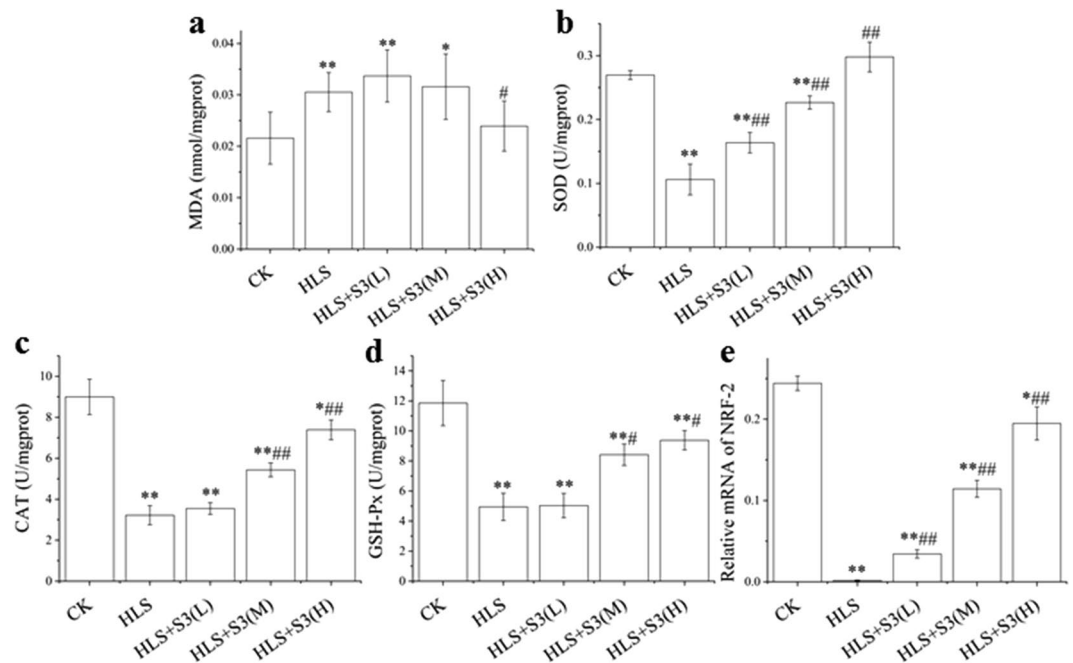 a
MDA (nmol/mgprot)
0.04
0.03
0.02
0.01
0.00
**
**
*
#
CK
HLS
HLS+S3(L)
HLS+S3(M)
HLS+S3(H)
b
SOD (U/mgprot)
0.3
0.2
0.1
0.0
**
**##
**##
##
CK
HLS
HLS+S3(L)
HLS+S3(M)
HLS+S3(H)
c
CAT (U/mgprot)
10
8
6
4
2
0
**
**
**##
*##
CK
HLS
HLS+S3(L)
HLS+S3(M)
HLS+S3(H)
d
GSH-Px (U/mgprot)
14
12
10
8
6
4
2
0
**
**
**#
**#
CK
HLS
HLS+S3(L)
HLS+S3(M)
HLS+S3(H)
e
Relative mRNA of NRF-2
0.2
0.1
0.0
**
**##
**##
*##
CK
HLS
HLS+S3(L)
HLS+S3(M)
HLS+S3(H)